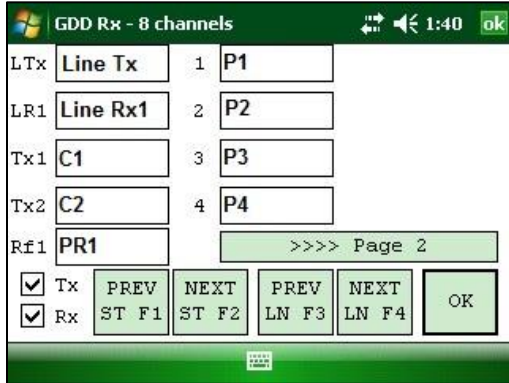 GDD Rx - 8 channels 1:40 ok
LTx Line Tx 1 P1
LR1 Line Rx1 2 P2
Tx1 C1 3 P3
Tx2 C2 4 P4
Rf1 PR1 >>>> Page 2
Tx PREV NEXT PREV NEXT OK
Rx ST F1 ST F2 LN F3 LN F4